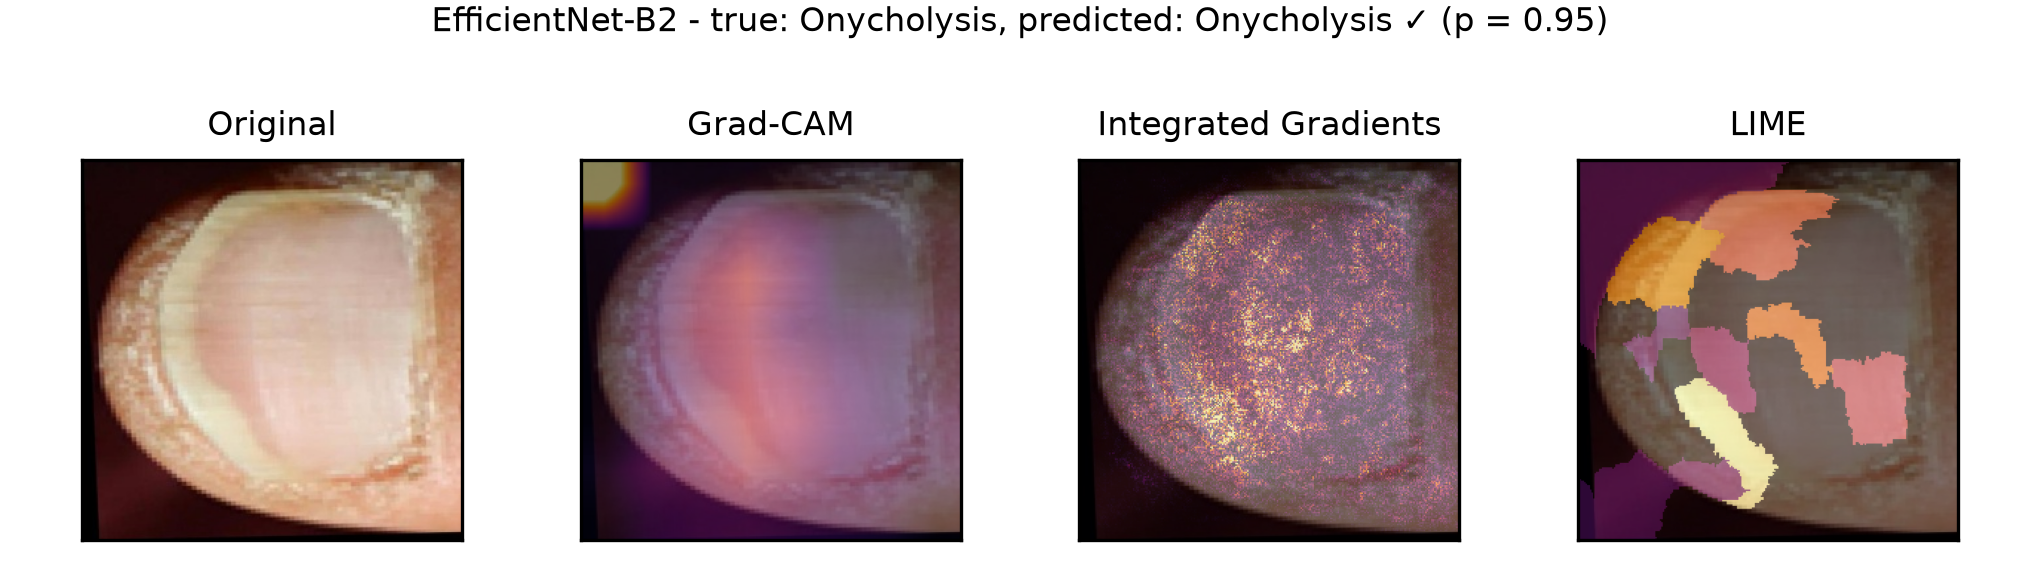 EfficientNet-B2 - true: Onycholysis, predicted: Onycholysis ✓ (p = 0.95)
Original
Grad-CAM
Integrated Gradients
LIME